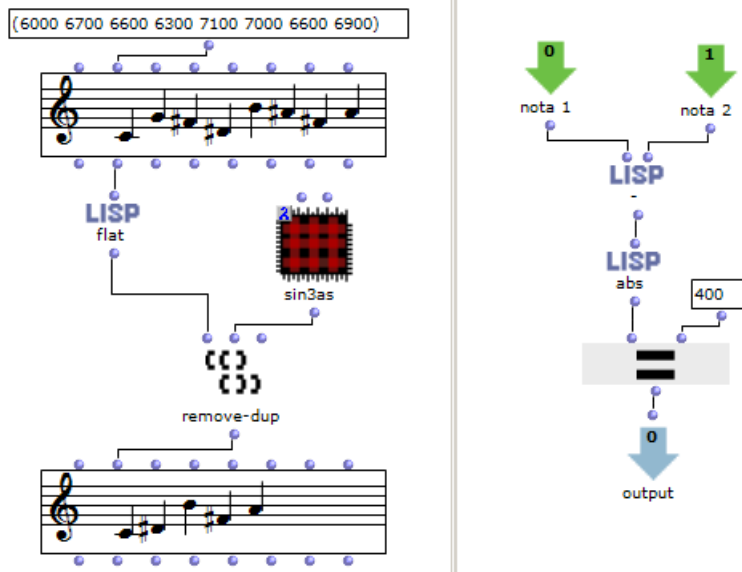 (6000 6700 6600 6300 7100 7000 6600 6900)
LISP
flat
λ
sin3as
remove-dup
0
1
nota 1
nota 2
LISP
-
LISP
abs
400
=
0
output